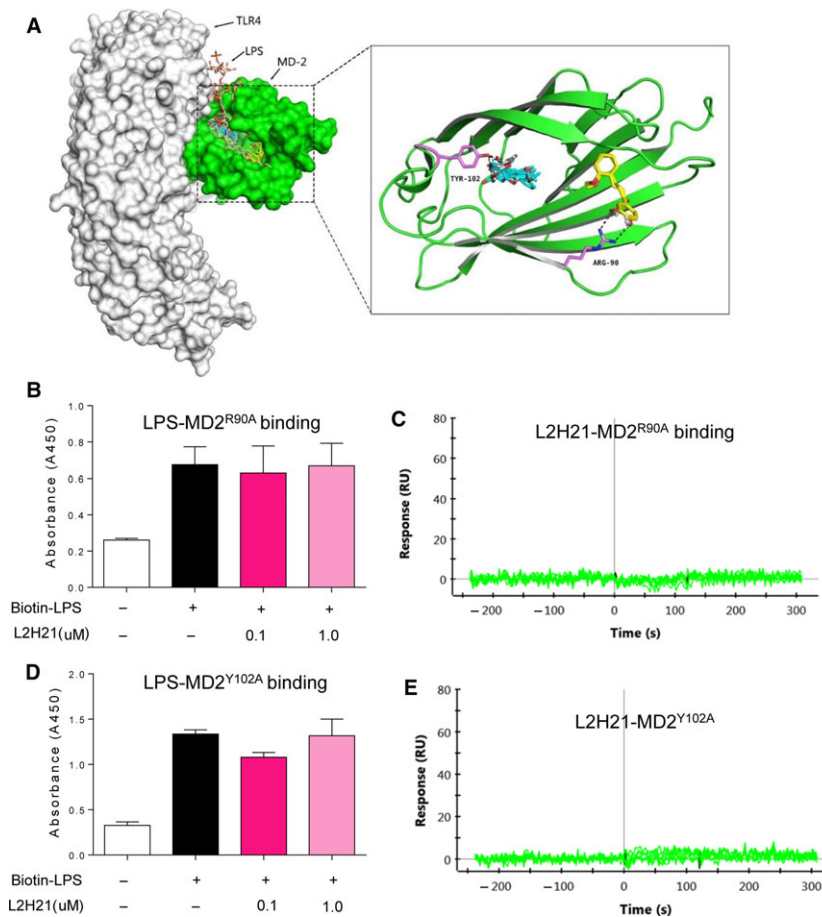 A
TLR4
LPS
MD-2
TYR-102
ARG-90
B
LPS-MD2R90A binding
Absorbance (A450)
1.0
0.8
0.6
0.4
0.2
0.0
Biotin-LPS – + + +
L2H21(uM) – – 0.1 1.0
C
L2H21-MD2R90A binding
Response (RU)
80
60
40
20
0
−200 −100 0 100 200 300
Time (s)
D
LPS-MD2Y102A binding
Absorbance (A450)
2.0
1.5
1.0
0.5
0.0
Biotin-LPS – + + +
L2H21(uM) – – 0.1 1.0
E
L2H21-MD2Y102A
Response (RU)
80
60
40
20
0
−200 −100 0 100 200 300
Time (s)